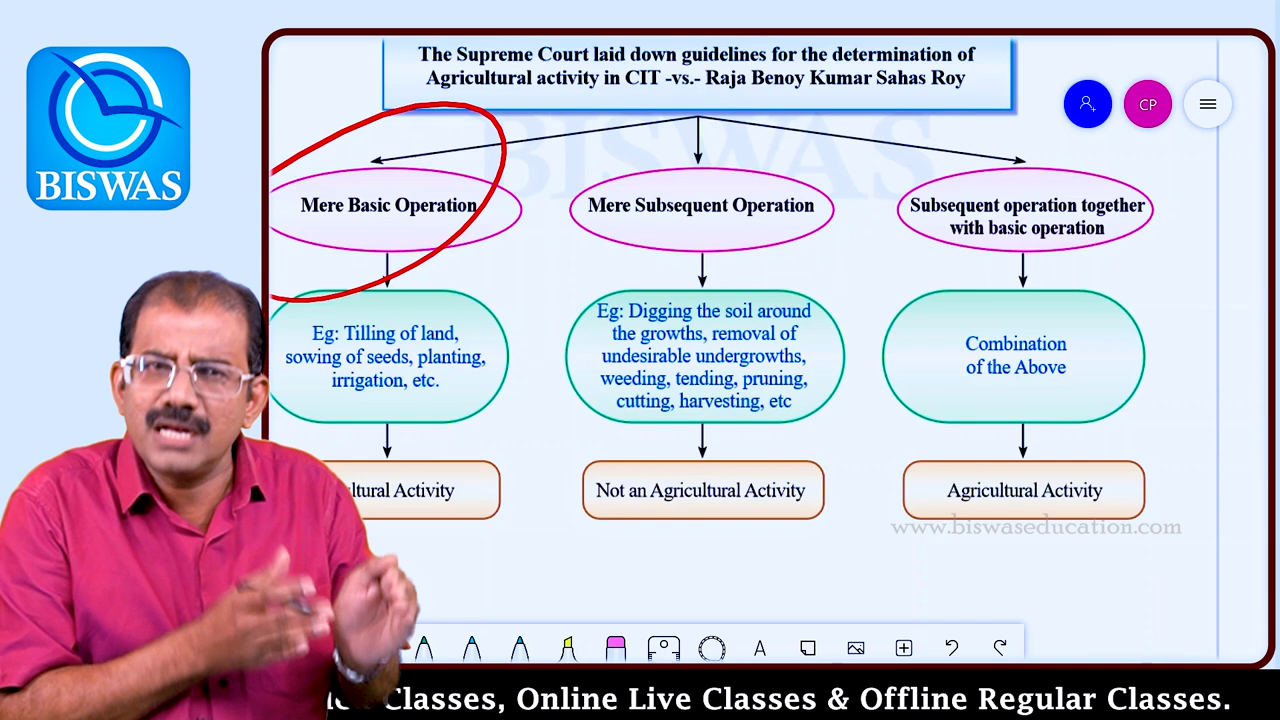 BISWAS
The Supreme Court laid down guidelines for the determination of
Agricultural activity in CIT -vs.- Raja Benoy Kumar Sahas Roy
CP
Mere Basic Operation
Mere Subsequent Operation
Subsequent operation together
with basic operation
Eg: Tilling of land,
sowing of seeds, planting,
irrigation, etc.
Eg: Digging the soil around
the growths, removal of
undesirable undergrowths,
weeding, tending, pruning,
cutting, harvesting, etc
Combination
of the Above
ltural Activity
Not an Agricultural Activity
Agricultural Activity
BISWAS
www.biswaseducation.com
A
Classes, Online Live Classes & Offline Regular Classes.